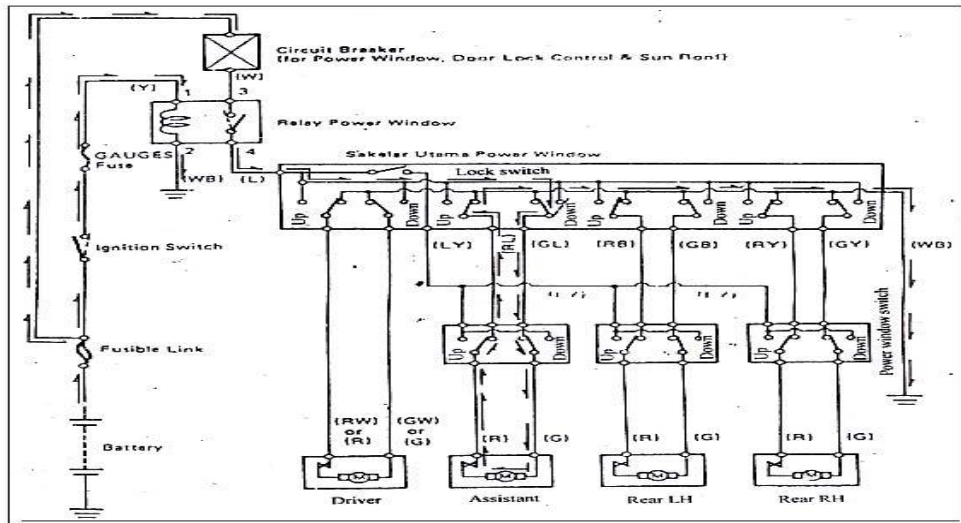 Circuit Breaker
(for Power Window, Door Lock Control & Sun Roof)
(W)
(Y)
1
3
Relay Power Window
GAUGES
Fuse
2
4
(WB)
(L)
Sakelar Utama Power Window
Lock switch
Up
Down
Up
Down
Up
Down
Up
Down
Ignition Switch
(LY)
(RL)
(GL)
(RB)
(GB)
(RY)
(GY)
(WB)
(LY)
(LY)
Power window switch
Fusible Link
Up
Down
Up
Down
Up
Down
Battery
(RW)
or
(R)
(GW)
or
(G)
(R)
(G)
(R)
(G)
(R)
(G)
M
M
M
M
Driver
Assistant
Rear LH
Rear RH